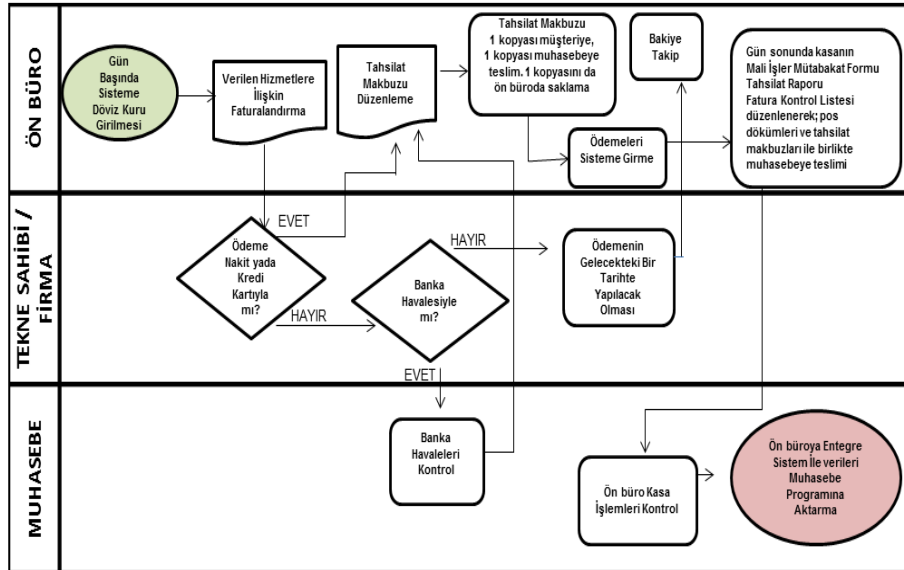 ÖN BÜRO
Gün
Başında
Sisteme
Döviz Kuru
Girilmesi
Verilen Hizmetlere
İlişkin
Faturalandırma
Tahsilat
Makbuzu
Düzenleme
Tahsilat Makbuzu
1 kopyası müşteriye,
1 kopyası muhasebeye
teslim. 1 kopyasını da
ön büroda saklama
Ödemeleri
Sisteme Girme
Bakiye
Takip
Gün sonunda kasanın
Mali İşler Mütabakat Formu
Tahsilat Raporu
Fatura Kontrol Listesi
düzenlenerek; pos
dökümleri ve tahsilat
makbuzları ile birlikte
muhasebeye teslimi
TEKNE SAHİBİ /
FİRMA
Ödeme
Nakit yada
Kredi
Kartıyla
mı?
EVET
HAYIR
Banka
Havalesiyle
mı?
HAYIR
EVET
Ödemenin
Gelecekteki Bir
Tarihte
Yapılacak
Olması
MUHASEBE
Banka
Havaleleri
Kontrol
Ön büro Kasa
İşlemleri Kontrol
Ön büroya Entegre
Sistem İle verileri
Muhasebe
Programına
Aktarma